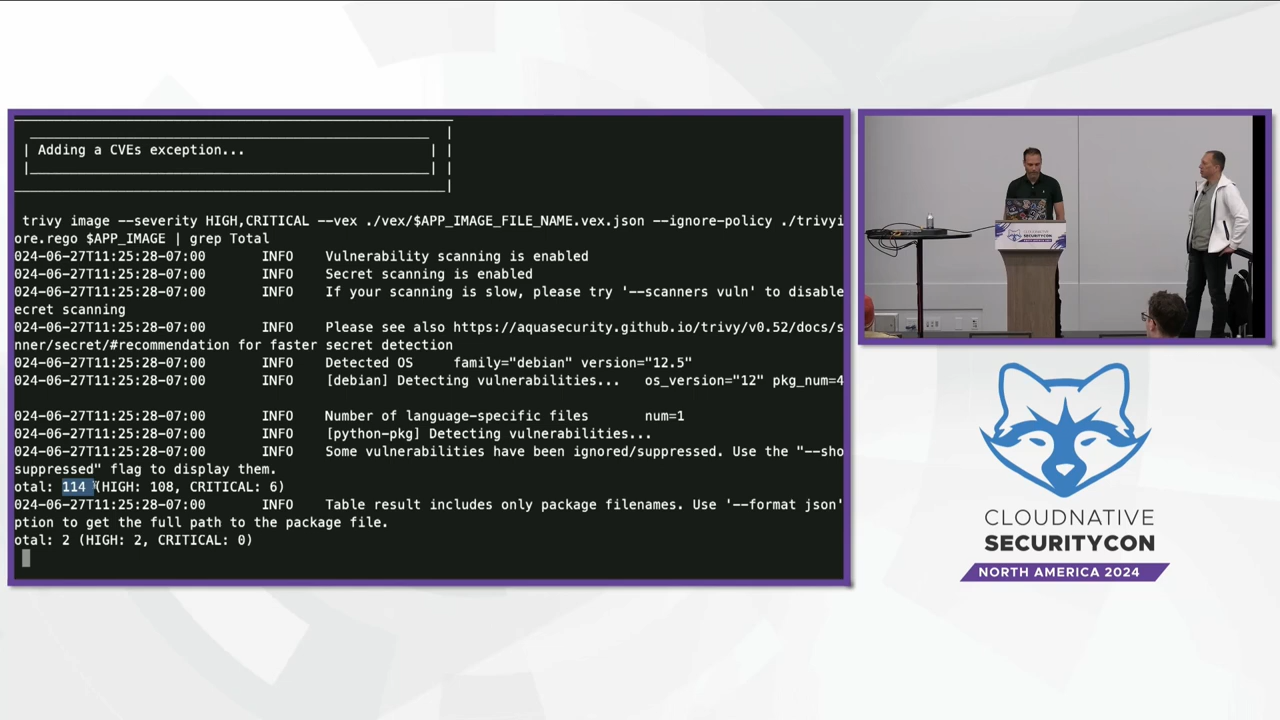 | Adding a CVEs exception...
trivy image --severity HIGH,CRITICAL --vex ./vex/$APP_IMAGE_FILE_NAME.vex.json --ignore-policy ./trivyi
ore.rego $APP_IMAGE | grep Total
024-06-27T11:25:28-07:00 INFO Vulnerability scanning is enabled
024-06-27T11:25:28-07:00 INFO Secret scanning is enabled
024-06-27T11:25:28-07:00 INFO If your scanning is slow, please try '--scanners vuln' to disable
ecret scanning
024-06-27T11:25:28-07:00 INFO Please see also https://aquasecurity.github.io/trivy/v0.52/docs/s
nner/secret/#recommendation for faster secret detection
024-06-27T11:25:28-07:00 INFO Detected OS family="debian" version="12.5"
024-06-27T11:25:28-07:00 INFO [debian] Detecting vulnerabilities... os_version="12" pkg_num=4
024-06-27T11:25:28-07:00 INFO Number of language-specific files num=1
024-06-27T11:25:28-07:00 INFO [python-pkg] Detecting vulnerabilities...
024-06-27T11:25:28-07:00 INFO Some vulnerabilities have been ignored/suppressed. Use the "--sho
suppressed" flag to display them.
otal: 114 (HIGH: 108, CRITICAL: 6)
024-06-27T11:25:28-07:00 INFO Table result includes only package filenames. Use '--format json'
ption to get the full path to the package file.
otal: 2 (HIGH: 2, CRITICAL: 0)
CLOUDNATIVE
SECURITYCON
CLOUDNATIVE
SECURITYCON
NORTH AMERICA 2024